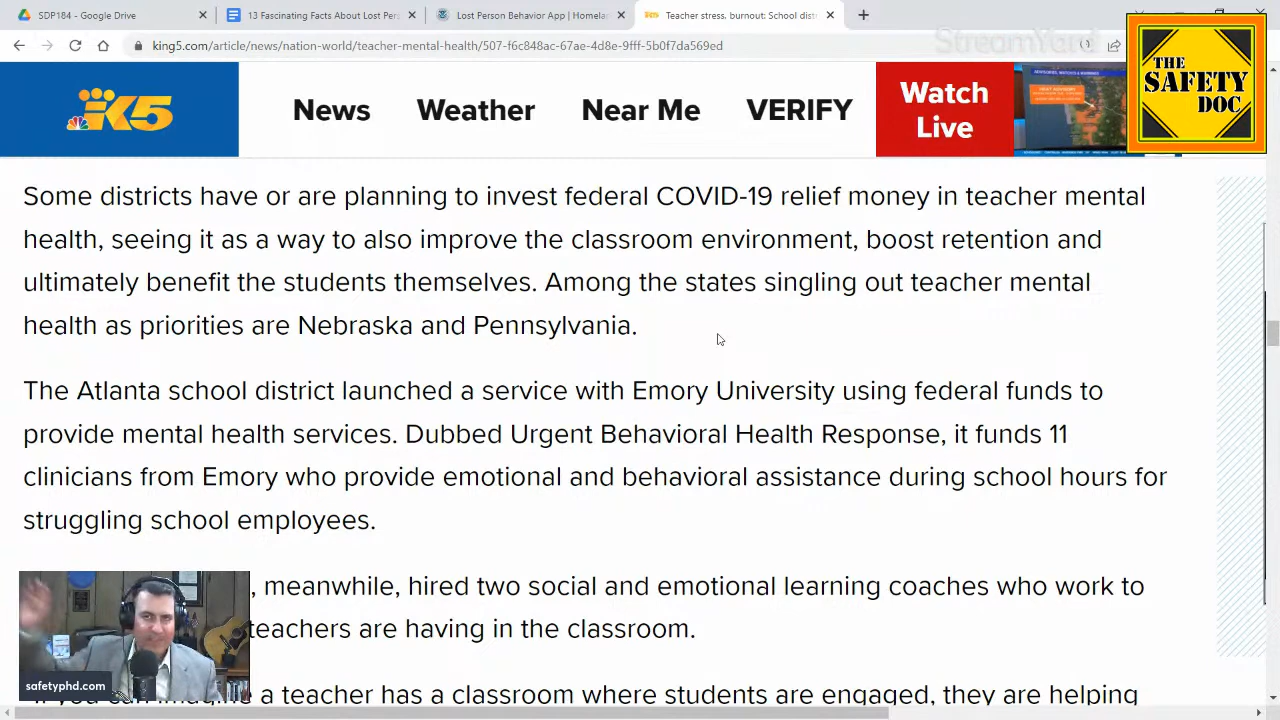 SDP184 - Google Drive
13 Fascinating Facts About Lost-Pe
Lost Person Behavior App | Homela
Teacher stress, burnout: School dist
StreamYard
king5.com/article/news/nation-world/teacher-mental-health/507-f6c848ac-67ae-4d8e-9fff-5b0f7da569ed
THE
SAFETY
DOC
K5
News Weather Near Me VERIFY
Watch
Live
Some districts have or are planning to invest federal COVID-19 relief money in teacher mental
health, seeing it as a way to also improve the classroom environment, boost retention and
ultimately benefit the students themselves. Among the states singling out teacher mental
health as priorities are Nebraska and Pennsylvania.
The Atlanta school district launched a service with Emory University using federal funds to
provide mental health services. Dubbed Urgent Behavioral Health Response, it funds 11
clinicians from Emory who provide emotional and behavioral assistance during school hours for
struggling school employees.
, meanwhile, hired two social and emotional learning coaches who work to
teachers are having in the classroom.
a teacher has a classroom where students are engaged, they are helping
safetyphd.com